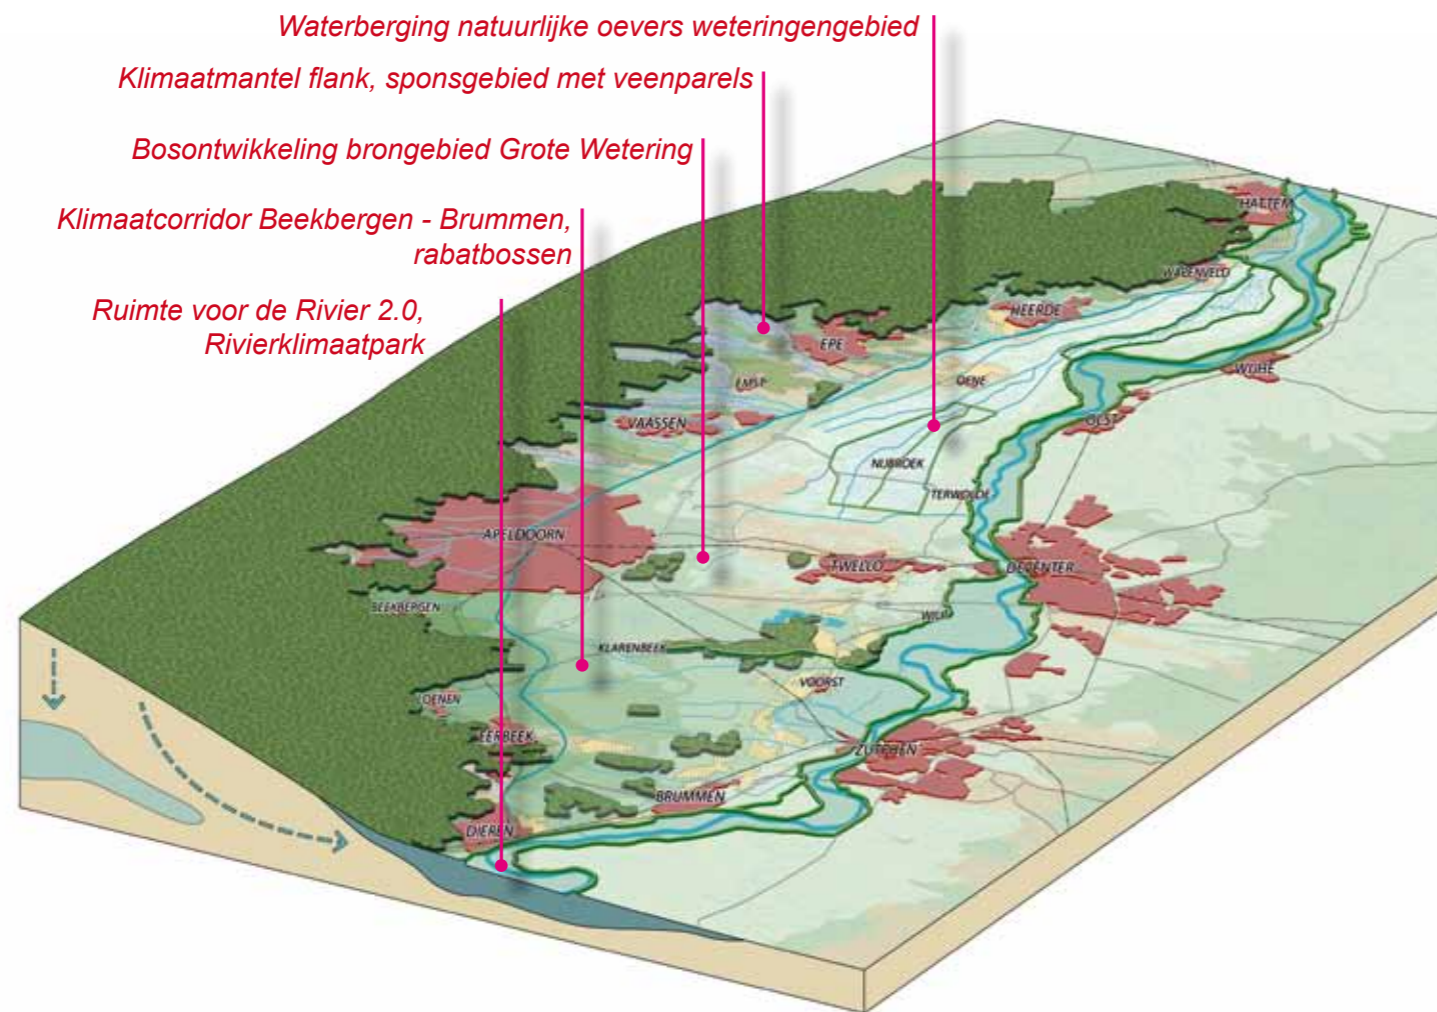 Waterberging natuurlijke oevers weteringengebied
Klimaatmantel flank, sponsgebied met veenparels
Bosontwikkeling brongebied Grote Wetering
Klimaatcorridor Beekbergen - Brummen,
rabatbossen
Ruimte voor de Rivier 2.0,
Rivierklimaatpark
HATTEM
WAPENVELD
HEERDE
EPE
WIJHE
EMST
OENE
OLST
VAASSEN
NIJBROEK
TERWOLDE
APELDOORN
TWELLO
DEVENTER
BEEKBERGEN
WILP
KLARENBEEK
VOORST
LOENEN
EERBEEK
ZUTPHEN
BRUMMEN
DIEREN